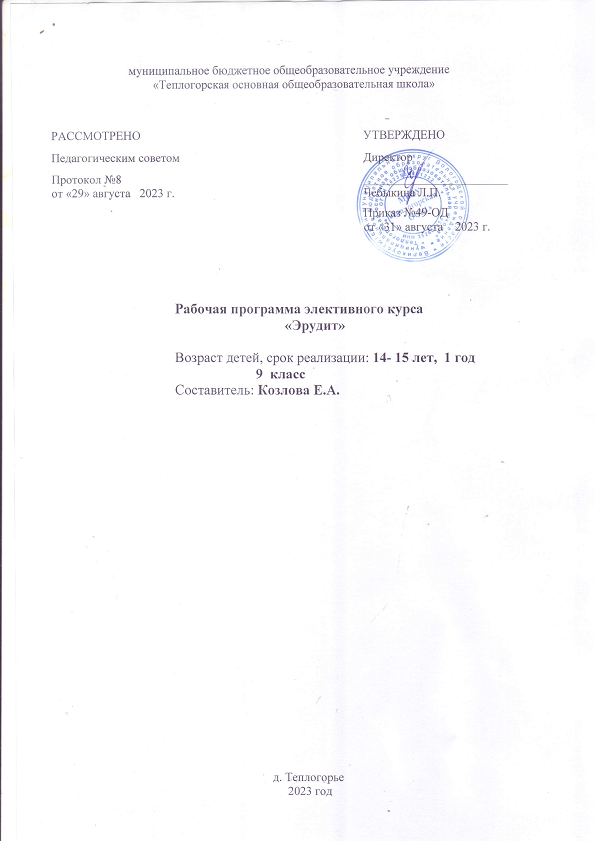 муниципальное бюджетное общеобразовательное учреждение
«Теплогорская основная общеобразовательная школа»
РАССМОТРЕНО
Педагогическим советом
Протокол №8
от «29» августа 2023 г.
УТВЕРЖДЕНО
Директор
Чебыкина Л.П.
Приказ №49-ОД
от «31» августа 2023 г.
Рабочая программа элективного курса
«Эрудит»
Возраст детей, срок реализации: 14- 15 лет, 1 год
9 класс
Составитель: Козлова Е.А.
д. Теплогорье
2023 год